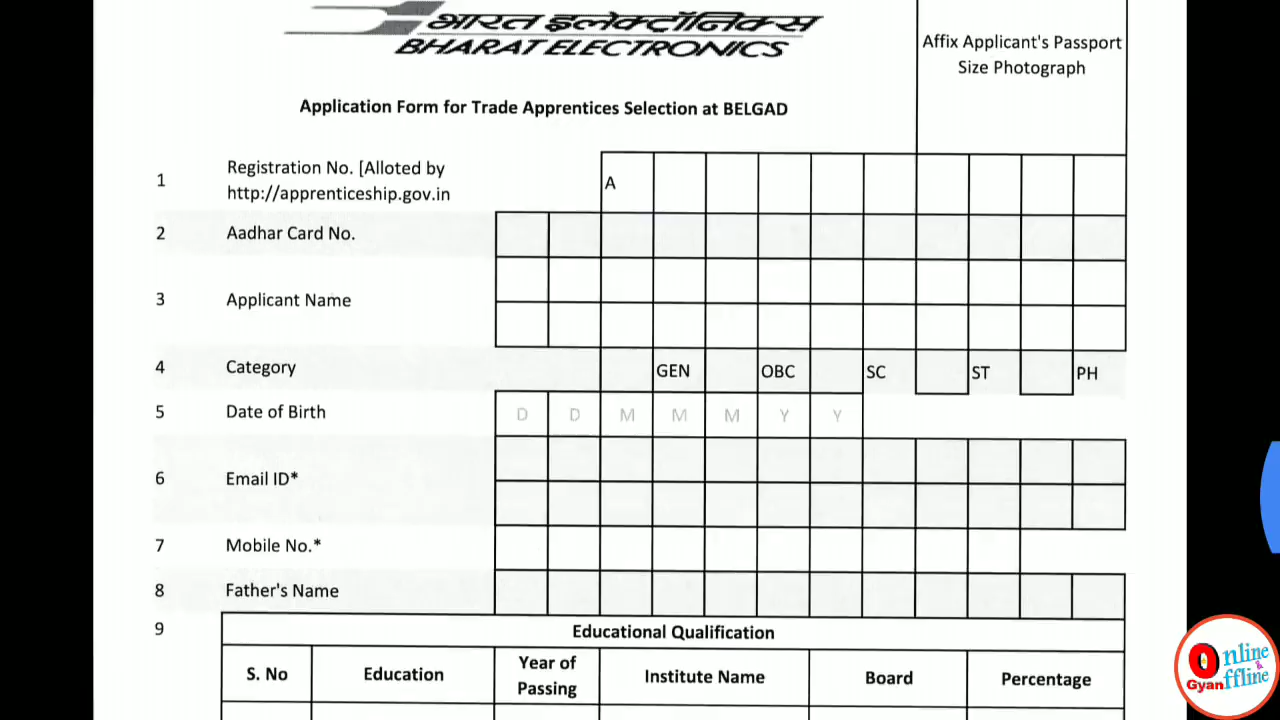 भारत इलेक्ट्रॉनिक्स
BHARAT ELECTRONICS
Affix Applicant's Passport
Size Photograph
Application Form for Trade Apprentices Selection at BELGAD
1 Registration No. [Alloted by
http://apprenticeship.gov.in
A
2 Aadhar Card No.
3 Applicant Name
4 Category GEN OBC SC ST PH
5 Date of Birth D D M M M Y Y
6 Email ID*
7 Mobile No.*
8 Father's Name
9 Educational Qualification
S. No Education Year of Passing Institute Name Board Percentage
Online & Offline
Gyan